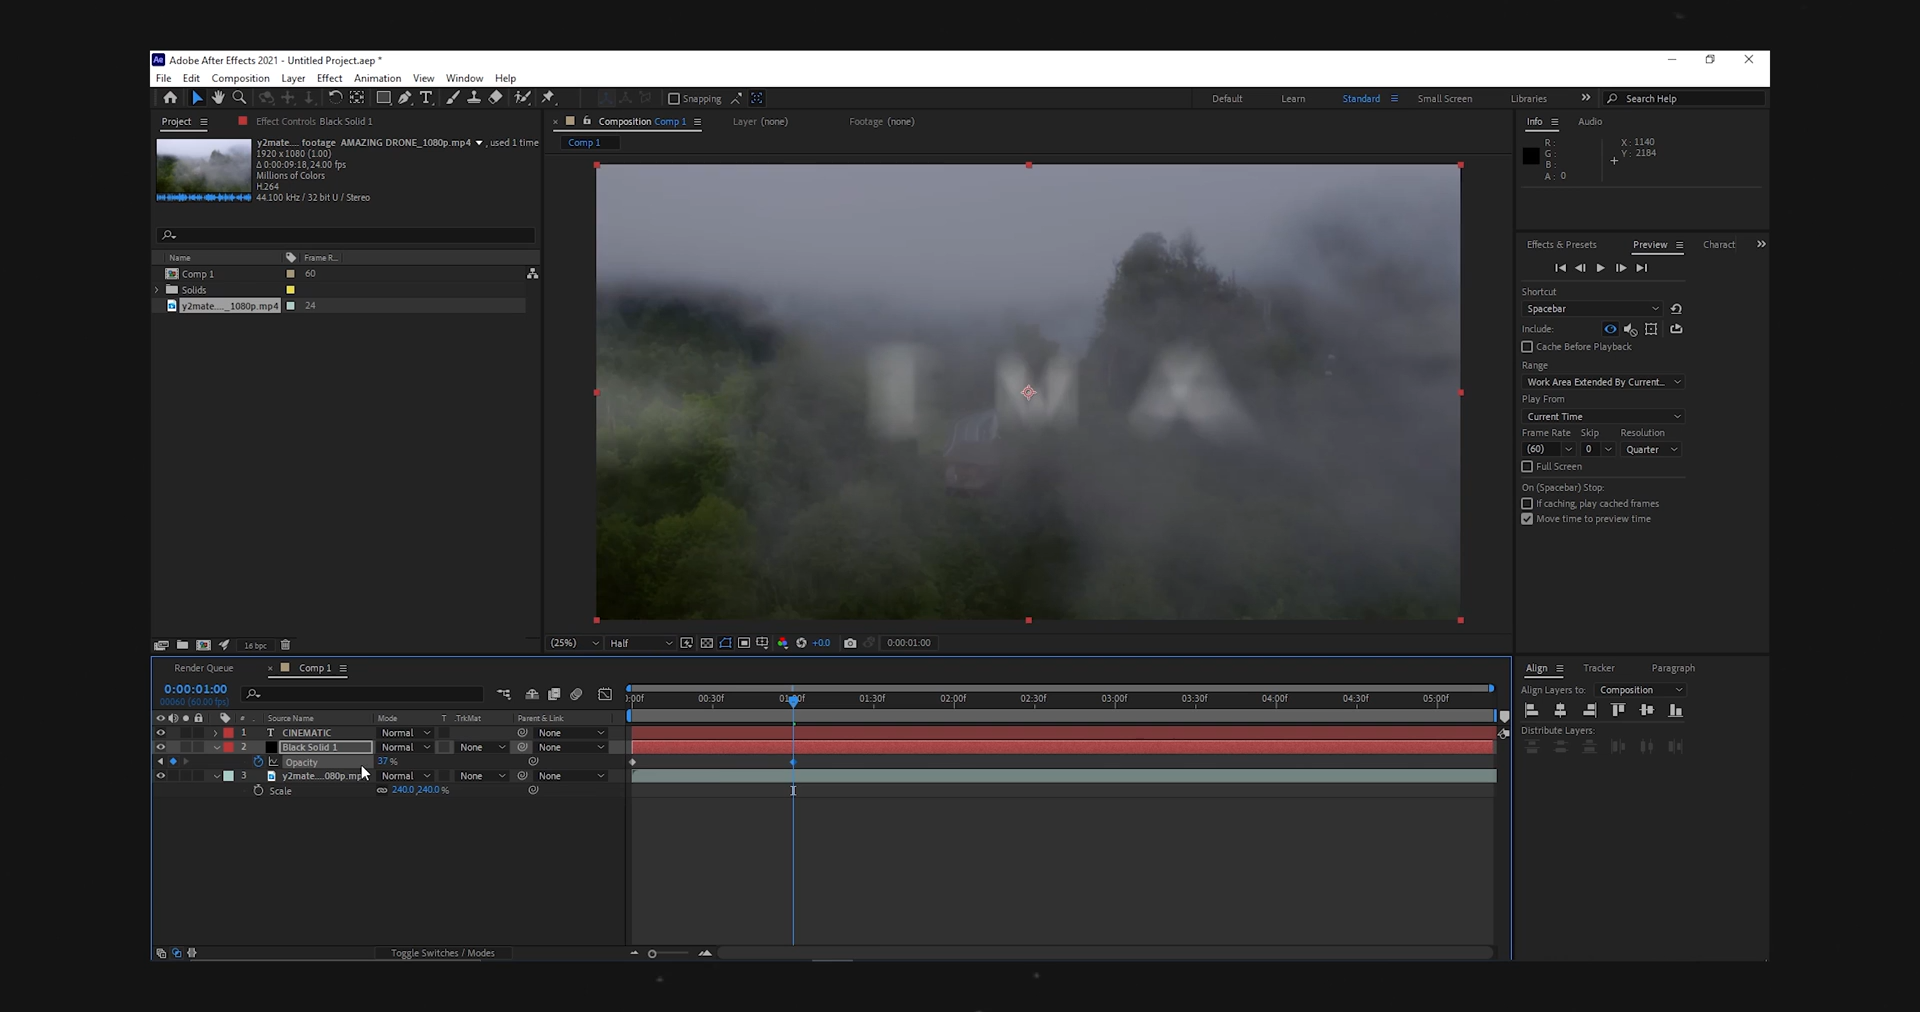 Ae Adobe After Effects 2021 - Untitled Project.aep *
File Edit Composition Layer Effect Animation View Window Help
Snapping Default Learn Standard Small Screen Libraries Search Help
Project Effect Controls Black Solid 1
y2mate.... footage AMAZING DRONE_1080p.mp4 , used 1 time
1920 x 1080 (1.00)
Δ 0:00:09:18, 24.00 fps
Millions of Colors
H.264
44.100 kHz / 32 bit U / Stereo
Name Frame R...
Comp 1 60
Solids
y2mate...._1080p.mp4 24
16 bpc
Composition Comp 1 Layer (none) Footage (none)
Comp 1
I M A
(25%) Half +0.0 0:00:01:00
Info Audio
R: X: 1140
G: Y: 2184
B:
A: 0
Effects & Presets Preview Charact
Shortcut
Spacebar
Include:
Cache Before Playback
Range
Work Area Extended By Current...
Play From
Current Time
Frame Rate Skip Resolution
(60) 0 Quarter
Full Screen
On (Spacebar) Stop:
If caching, play cached frames
Move time to preview time
Render Queue Comp 1
0:00:01:00
00060 (60.00 fps)
:00f 00:30f 01:00f 01:30f 02:00f 02:30f 03:00f 03:30f 04:00f 04:30f 05:00f
# Source Name Mode T .TrkMat Parent & Link
1 T CINEMATIC Normal None
2 Black Solid 1 Normal None None
Opacity 37 %
3 y2mate....080p.mp Normal None None
Scale 240.0,240.0 %
Toggle Switches / Modes
Align Tracker Paragraph
Align Layers to: Composition
Distribute Layers: